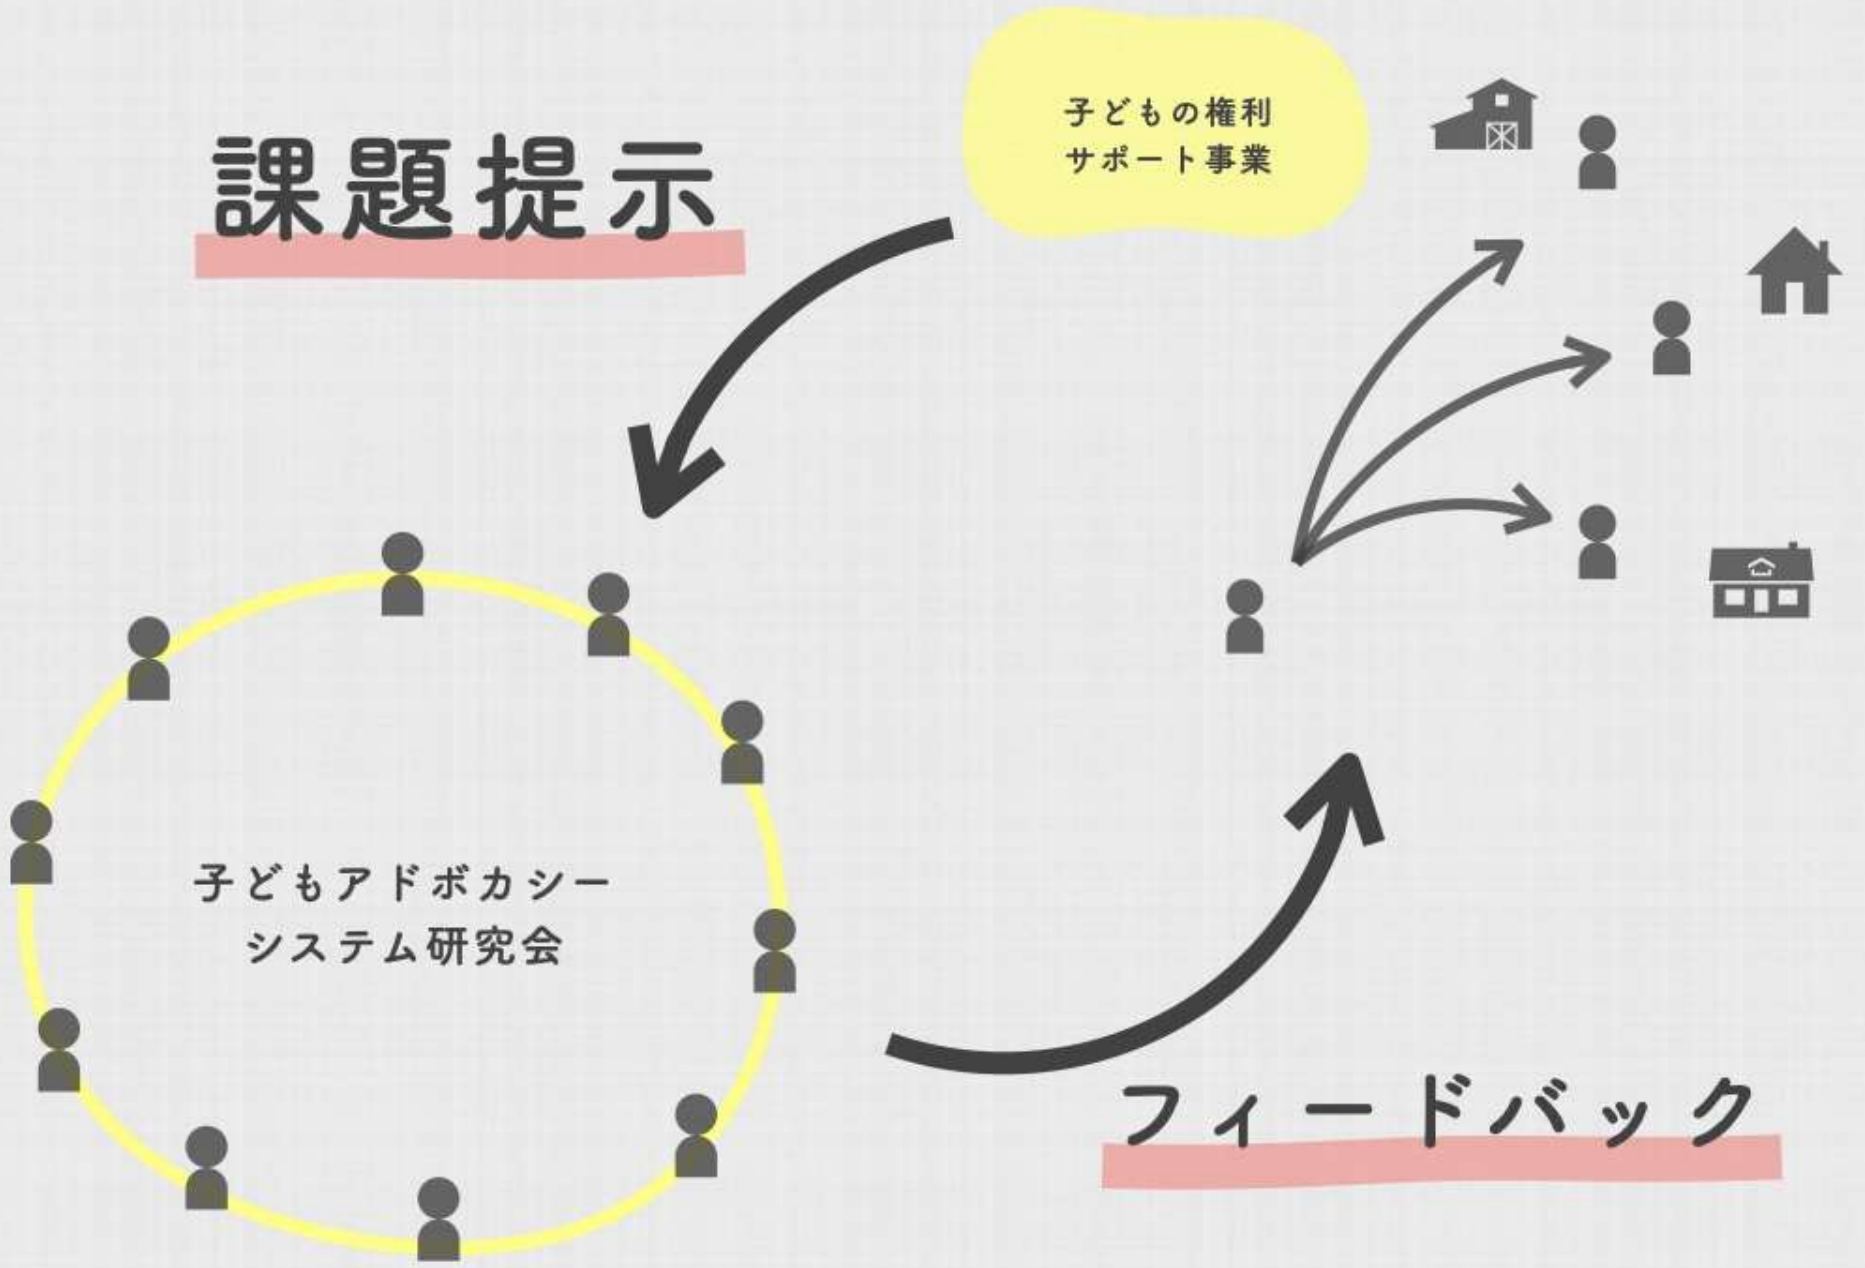 課題提示
子どもの権利
サポート事業
子どもアドボカシー
システム研究会
フィードバック